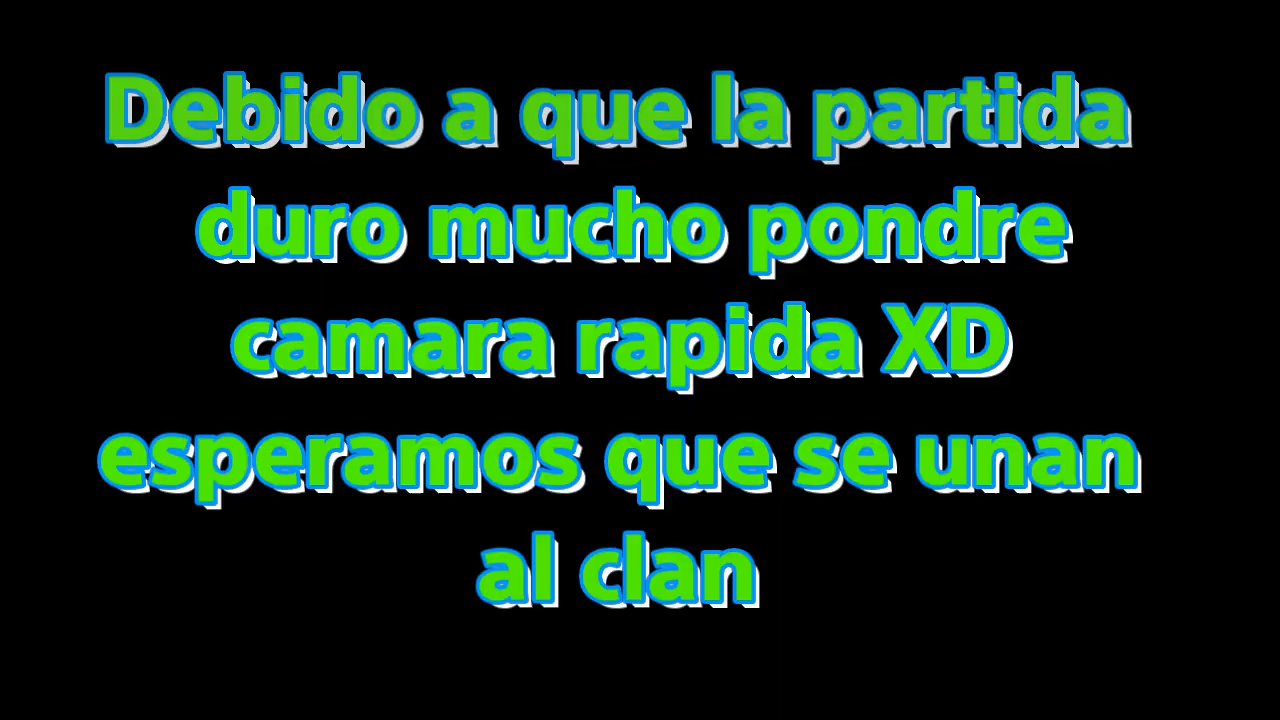 Debido a que la partida
duro mucho pondre
camara rapida XD
esperamos que se unan
al clan